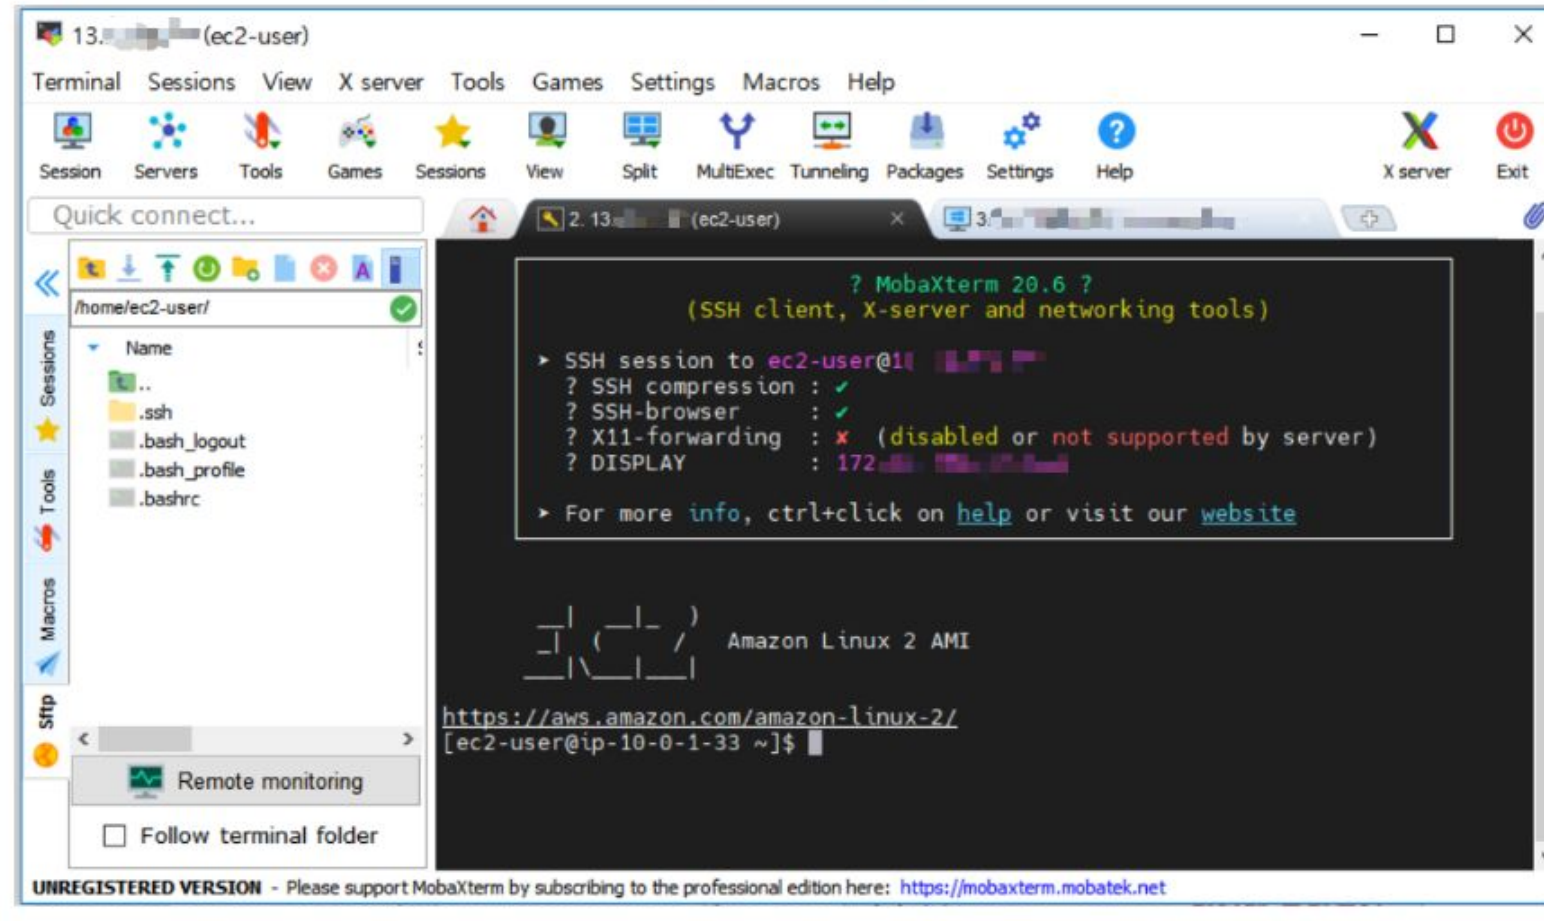 13. (ec2-user)
Terminal Sessions View X server Tools Games Settings Macros Help
Session Servers Tools Games Sessions View Split MultiExec Tunneling Packages Settings Help X server Exit
Quick connect...
2. 13. (ec2-user)
3.
/home/ec2-user/
Name
..
.ssh
.bash_logout
.bash_profile
.bashrc
Sessions
Tools
Macros
Sftp
Remote monitoring
Follow terminal folder
? MobaXterm 20.6 ?
(SSH client, X-server and networking tools)
➤ SSH session to ec2-user@1
? SSH compression : ✔
? SSH-browser : ✔
? X11-forwarding : ✘ (disabled or not supported by server)
? DISPLAY : 172
➤ For more info, ctrl+click on help or visit our website
__| __|_ )
_| ( / Amazon Linux 2 AMI
___|\___|___|
https://aws.amazon.com/amazon-linux-2/
[ec2-user@ip-10-0-1-33 ~]$
UNREGISTERED VERSION - Please support MobaXterm by subscribing to the professional edition here: https://mobaxterm.mobatek.net